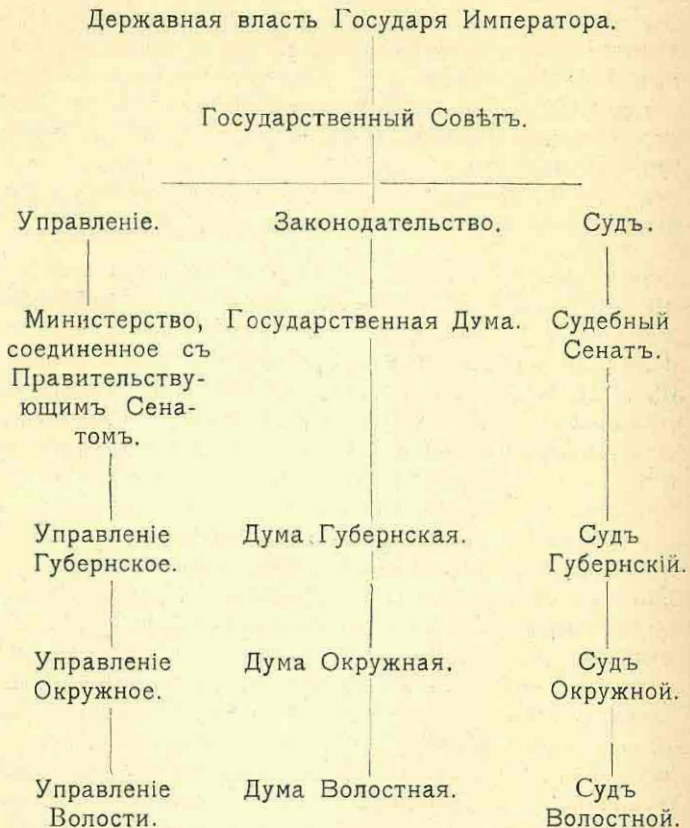 Державная власть Государя Императора.
Государственный Совѣтъ.
Управленіе. Законодательство. Судъ.
Министерство, Государственная Дума. Судебный
соединенное съ Сенатъ.
Правительству-
ющимъ Сена-
томъ.
Управленіе Дума Губернская. Судъ
Губернское. Губернскій.
Управленіе Дума Окружная. Судъ
Окружное. Окружной.
Управленіе Дума Волостная. Судъ
Волости. Волостной.